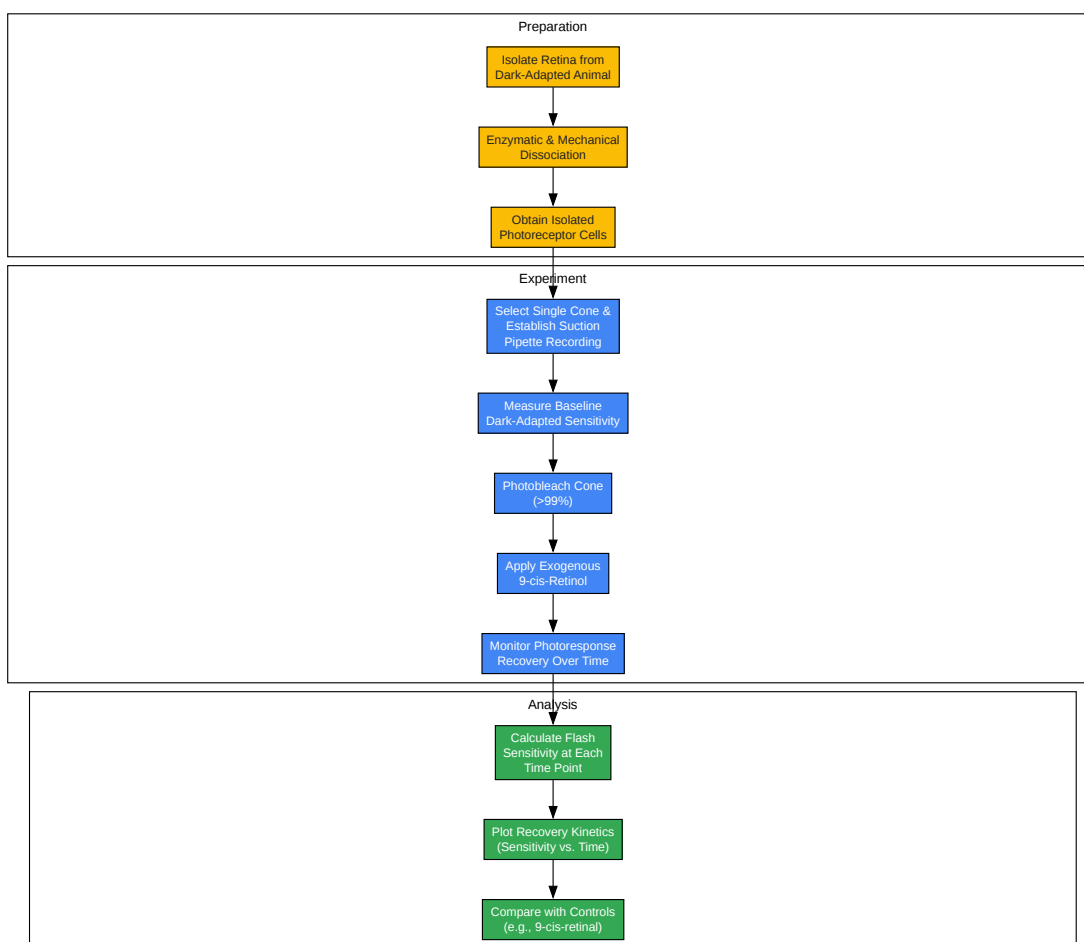 Preparation
Isolate Retina from
Dark-Adapted Animal
Enzymatic & Mechanical
Dissociation
Obtain Isolated
Photoreceptor Cells
Experiment
Select Single Cone &
Establish Suction
Pipette Recording
Measure Baseline
Dark-Adapted Sensitivity
Photobleach Cone
(>99%)
Apply Exogenous
9-cis-Retinol
Monitor Photoresponse
Recovery Over Time
Analysis
Calculate Flash
Sensitivity at Each
Time Point
Plot Recovery Kinetics
(Sensitivity vs. Time)
Compare with Controls
(e.g., 9-cis-retinal)